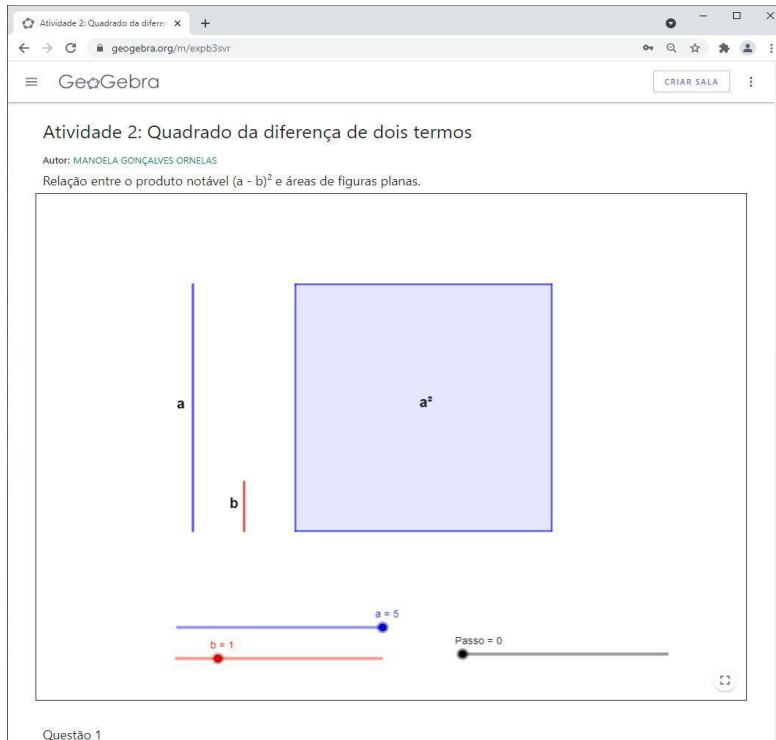 Atividade 2: Quadrado da difere
geogebra.org/m/expb3svr
GeoGebra
CRIAR SALA
Atividade 2: Quadrado da diferença de dois termos
Autor: MANOELA GONÇALVES ORNELAS
Relação entre o produto notável (a - b)² e áreas de figuras planas.
a
a²
b
a = 5
b = 1
Passo = 0
Questão 1